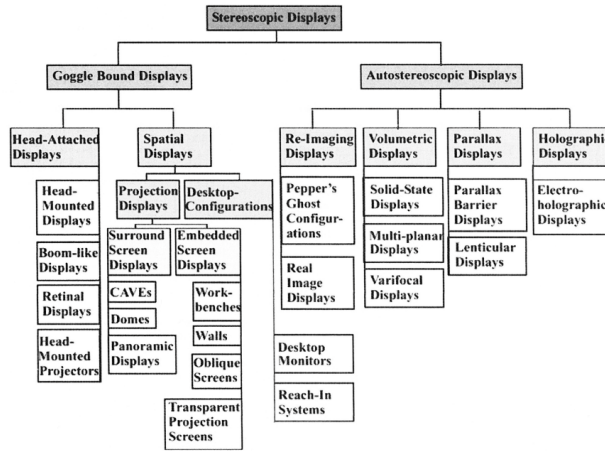 Stereoscopic Displays
Goggle Bound Displays
Autostereoscopic Displays
Head-Attached
Displays
Spatial
Displays
Re-Imaging
Displays
Volumetric
Displays
Parallax
Displays
Holographic
Displays
Head-
Mounted
Displays
Boom-like
Displays
Retinal
Displays
Head-
Mounted
Projectors
Projection
Displays
Desktop-
Configurations
Surround
Screen
Displays
Embedded
Screen
Displays
CAVEs
Domes
Panoramic
Displays
Work-
benches
Walls
Oblique
Screens
Transparent
Projection
Screens
Desktop
Monitors
Reach-In
Systems
Pepper's
Ghost
Configur-
ations
Real
Image
Displays
Solid-State
Displays
Multi-planar
Displays
Varifocal
Displays
Parallax
Barrier
Displays
Lenticular
Displays
Electro-
holographic
Displays